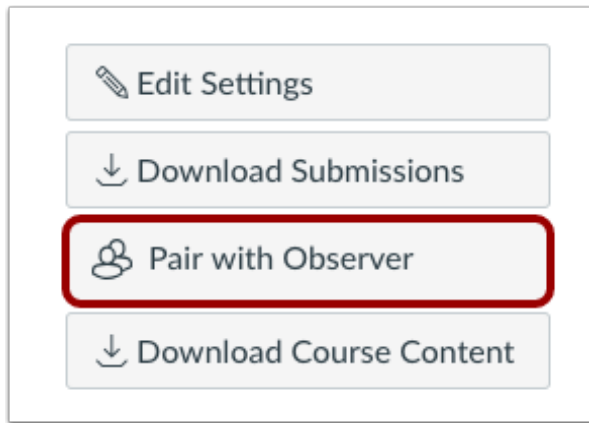 Edit Settings
Download Submissions
Pair with Observer
Download Course Content